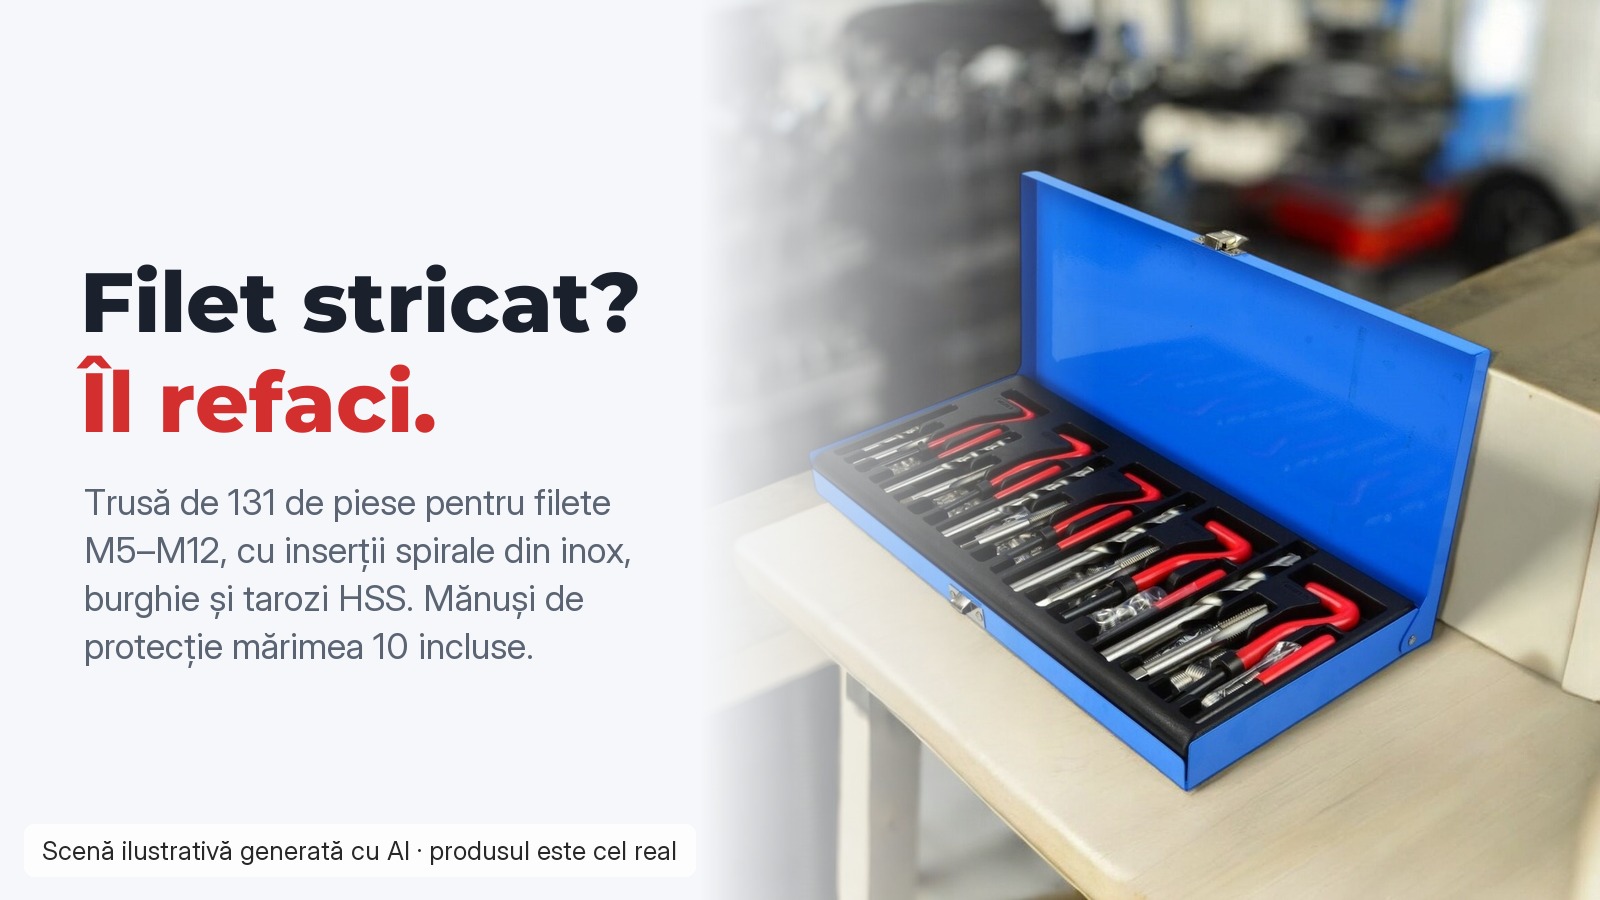 Filet stricat?
Îl refaci.
Trusă de 131 de piese pentru filete
M5–M12, cu inserții spirale din inox,
burghie și tarozi HSS. Mănuși de
protecție mărimea 10 incluse.
Scenă ilustrativă generată cu AI · produsul este cel real